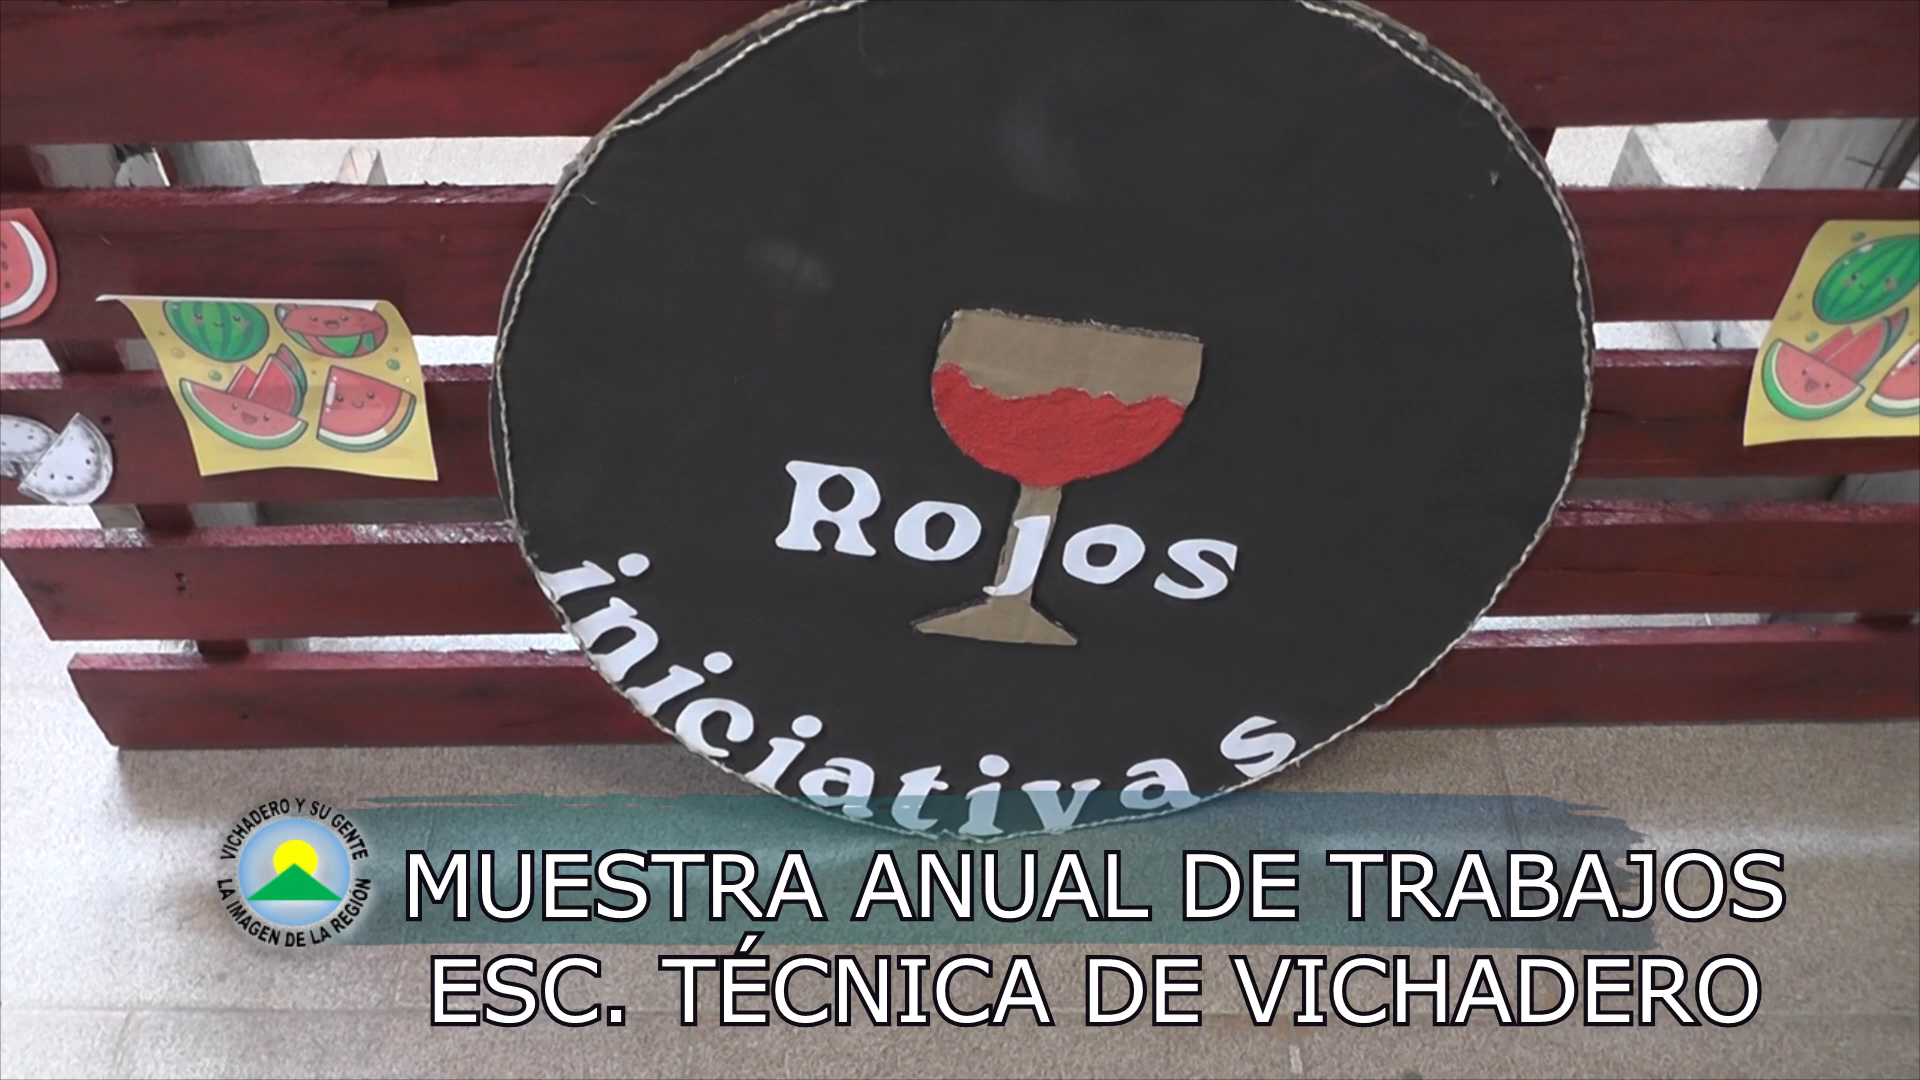 Rojos
iniciativas
VICHADERO Y SU GENTE
LA IMAGEN DE LA REGIÓN
MUESTRA ANUAL DE TRABAJOS
ESC. TÉCNICA DE VICHADERO